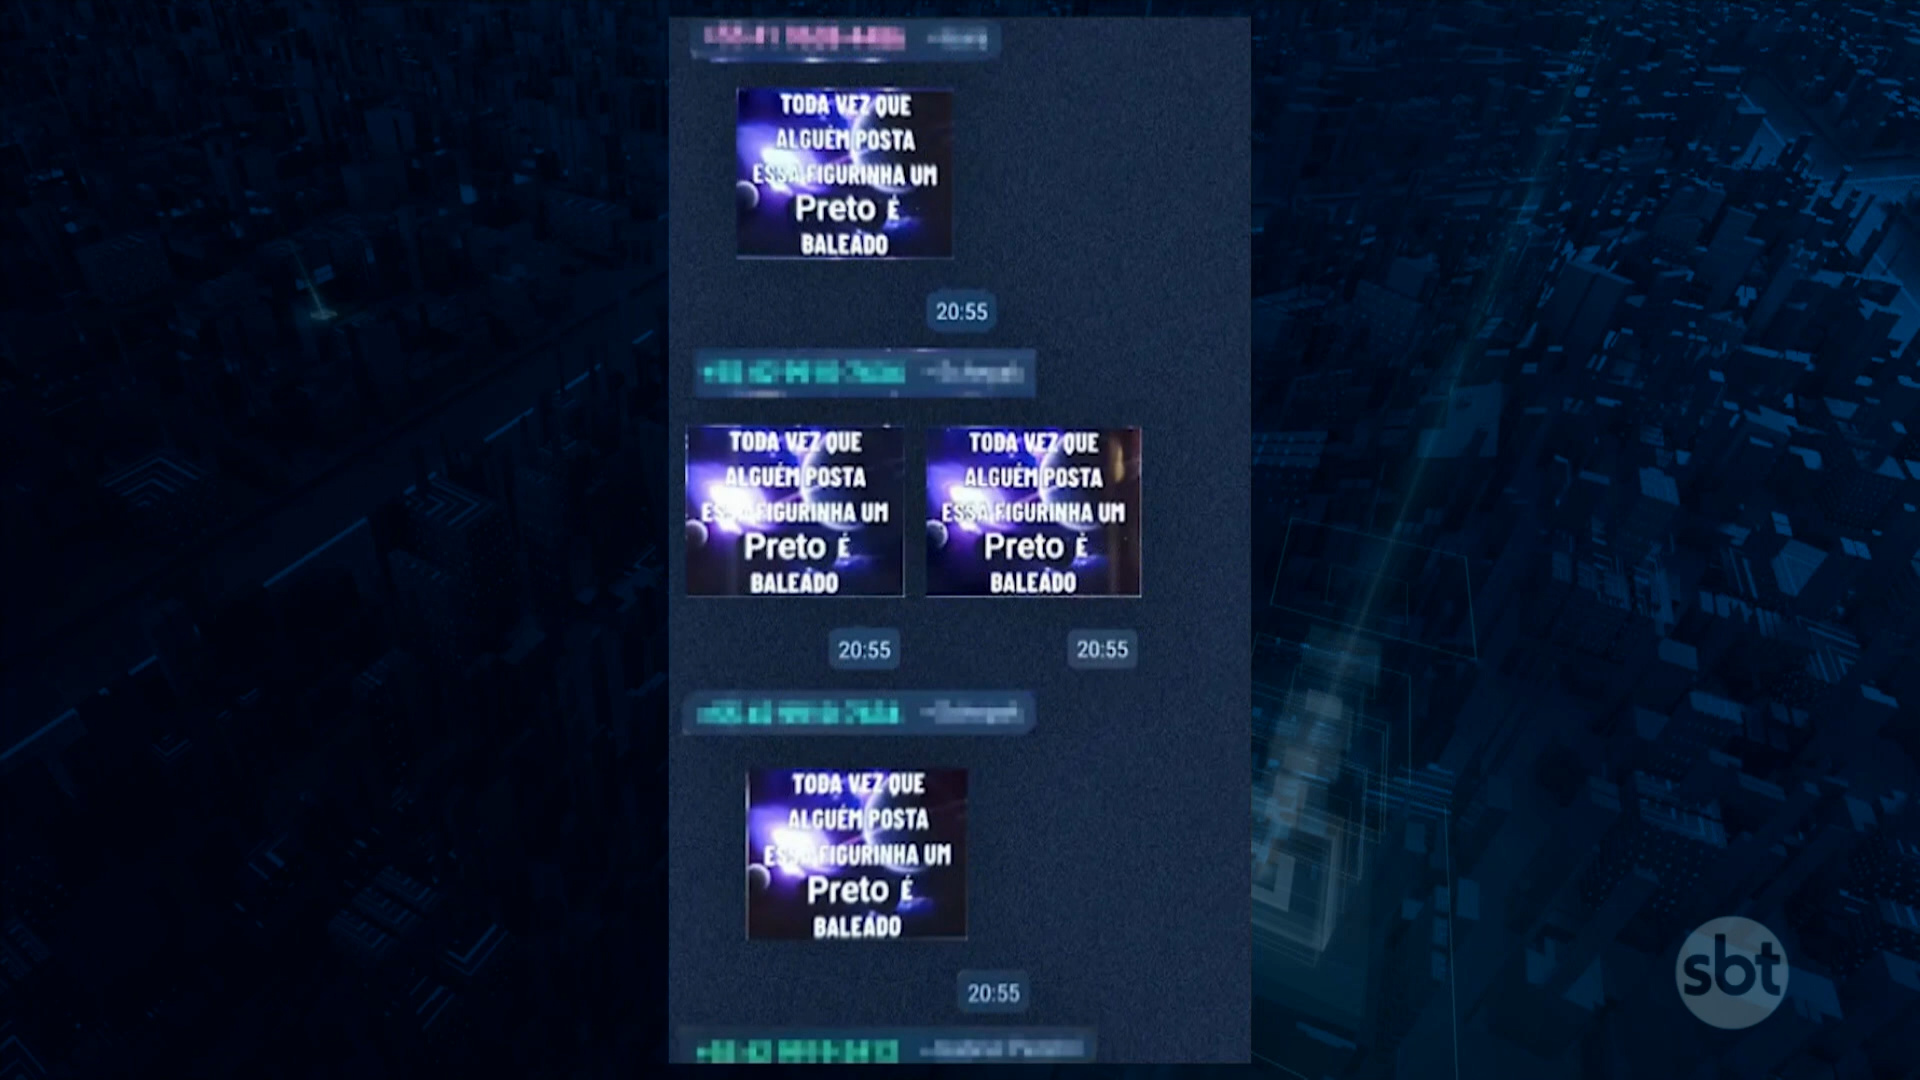 TODA VEZ QUE
ALGUÉM POSTA
ESSA FIGURINHA UM
Preto É
BALEADO
20:55
TODA VEZ QUE
ALGUÉM POSTA
ESSA FIGURINHA UM
Preto É
BALEADO
20:55
TODA VEZ QUE
ALGUÉM POSTA
ESSA FIGURINHA UM
Preto É
BALEADO
20:55
TODA VEZ QUE
ALGUÉM POSTA
ESSA FIGURINHA UM
Preto É
BALEADO
20:55
sbt